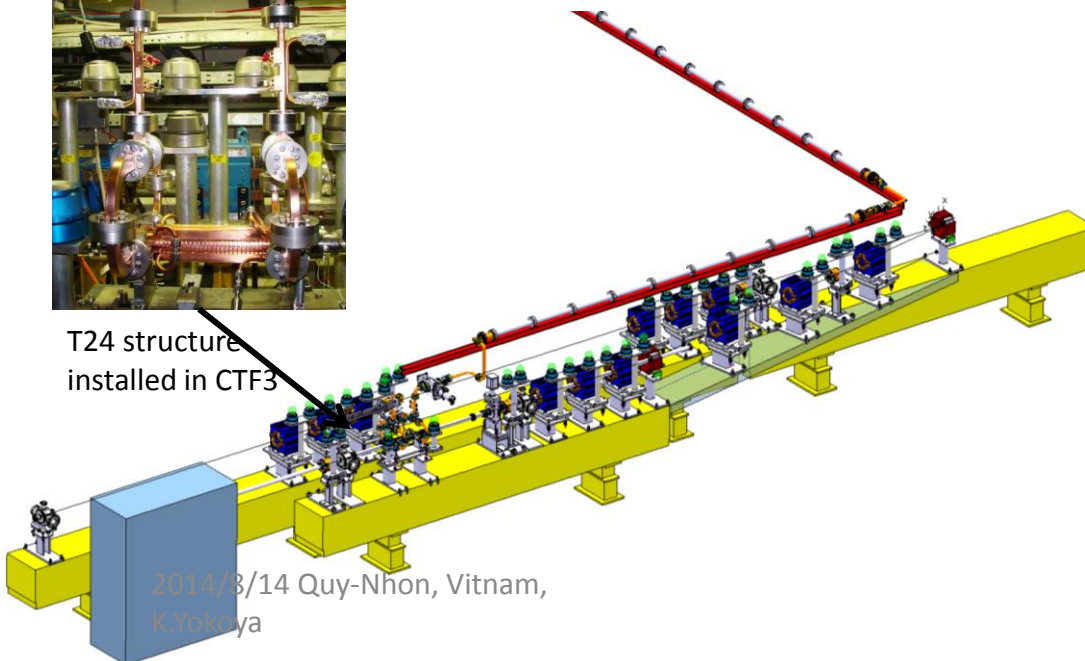 T24 structure
installed in CTF3
2014/8/14 Quy-Nhon, Vitnam,
K.Yokoya